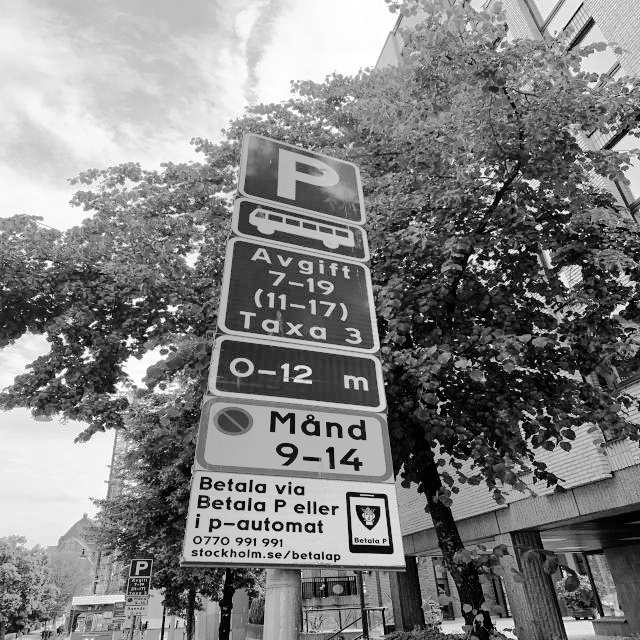 P
Avgift
7-19
(11-17)
Taxa 3
0-12 m
Månd
9-14
Betala via
Betala P eller
i p-automat
0770 991 991
stockholm.se/betalap
Betala P
P